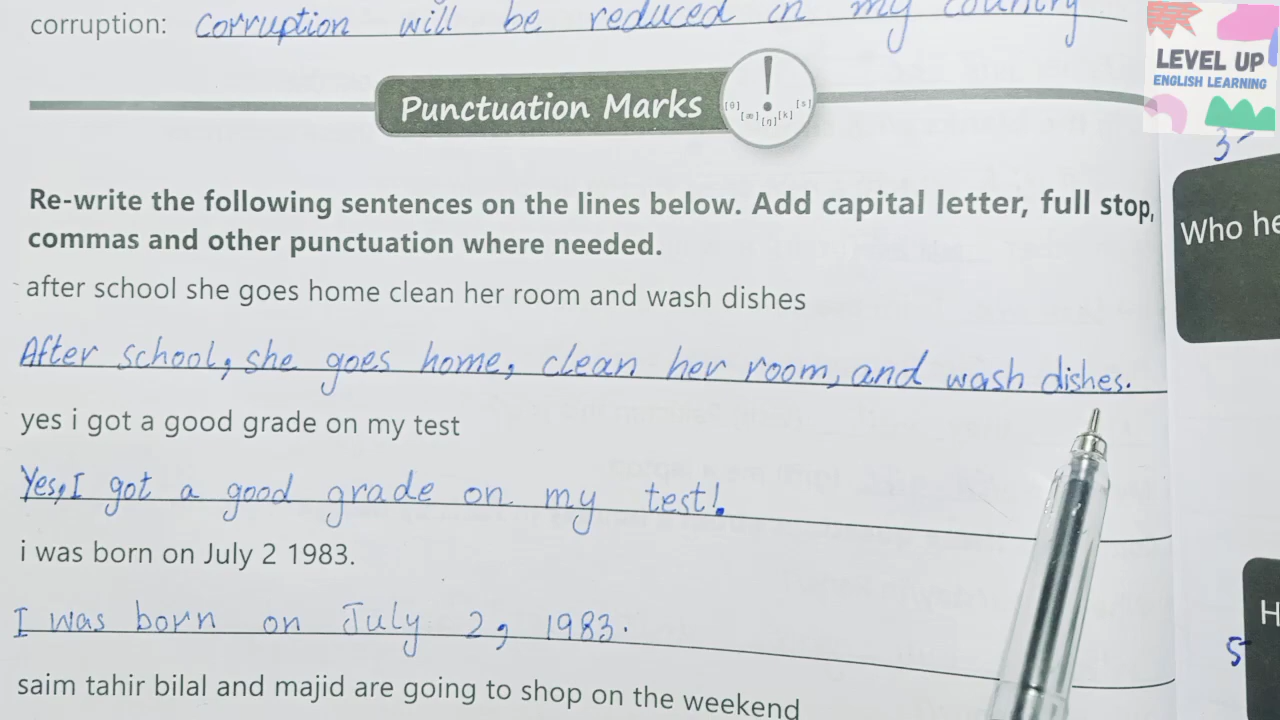 corruption: corruption will be reduced in my country
LEVEL UP
ENGLISH LEARNING
Punctuation Marks
[θ] [æ] [ŋ] [k] [s]
3-
Re-write the following sentences on the lines below. Add capital letter, full stop,
commas and other punctuation where needed.
Who he
after school she goes home clean her room and wash dishes
After school, she goes home, clean her room, and wash dishes.
yes i got a good grade on my test
Yes, I got a good grade on my test!
i was born on July 2 1983.
I was born on July 2, 1983.
H
5-
saim tahir bilal and majid are going to shop on the weekend